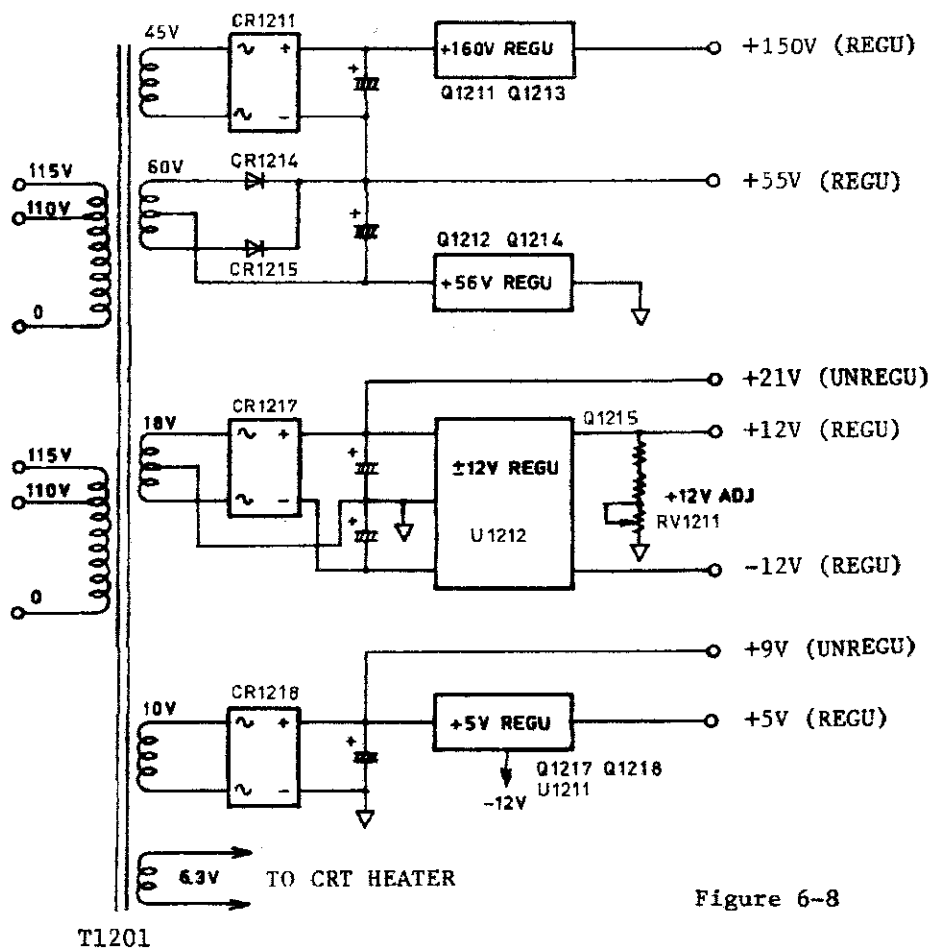 CR1211
45V
+160V REGU
+150V (REGU)
Q1211 Q1213
CR1214
60V
115V
+55V (REGU)
110V
Q1212 Q1214
CR1215
+56V REGU
0
+21V (UNREGU)
CR1217
18V
Q1215
+12V (REGU)
115V
±12V REGU
110V
+12V ADJ
RV1211
U1212
-12V (REGU)
0
+9V (UNREGU)
CR1218
10V
+5V REGU
+5V (REGU)
Q1217 Q1218
U1211
-12V
6.3V TO CRT HEATER
Figure 6-8
T1201
~ +
~ -
~ +
~ -
~ +
~ -
+
+
+
+
+